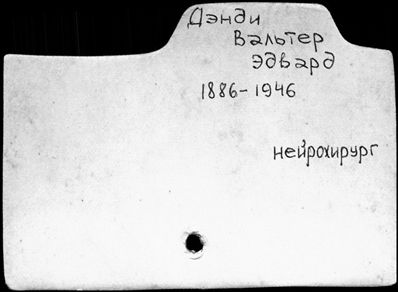 Дэнди
Вальтер
Эдвард
1886-1946
нейрохирург